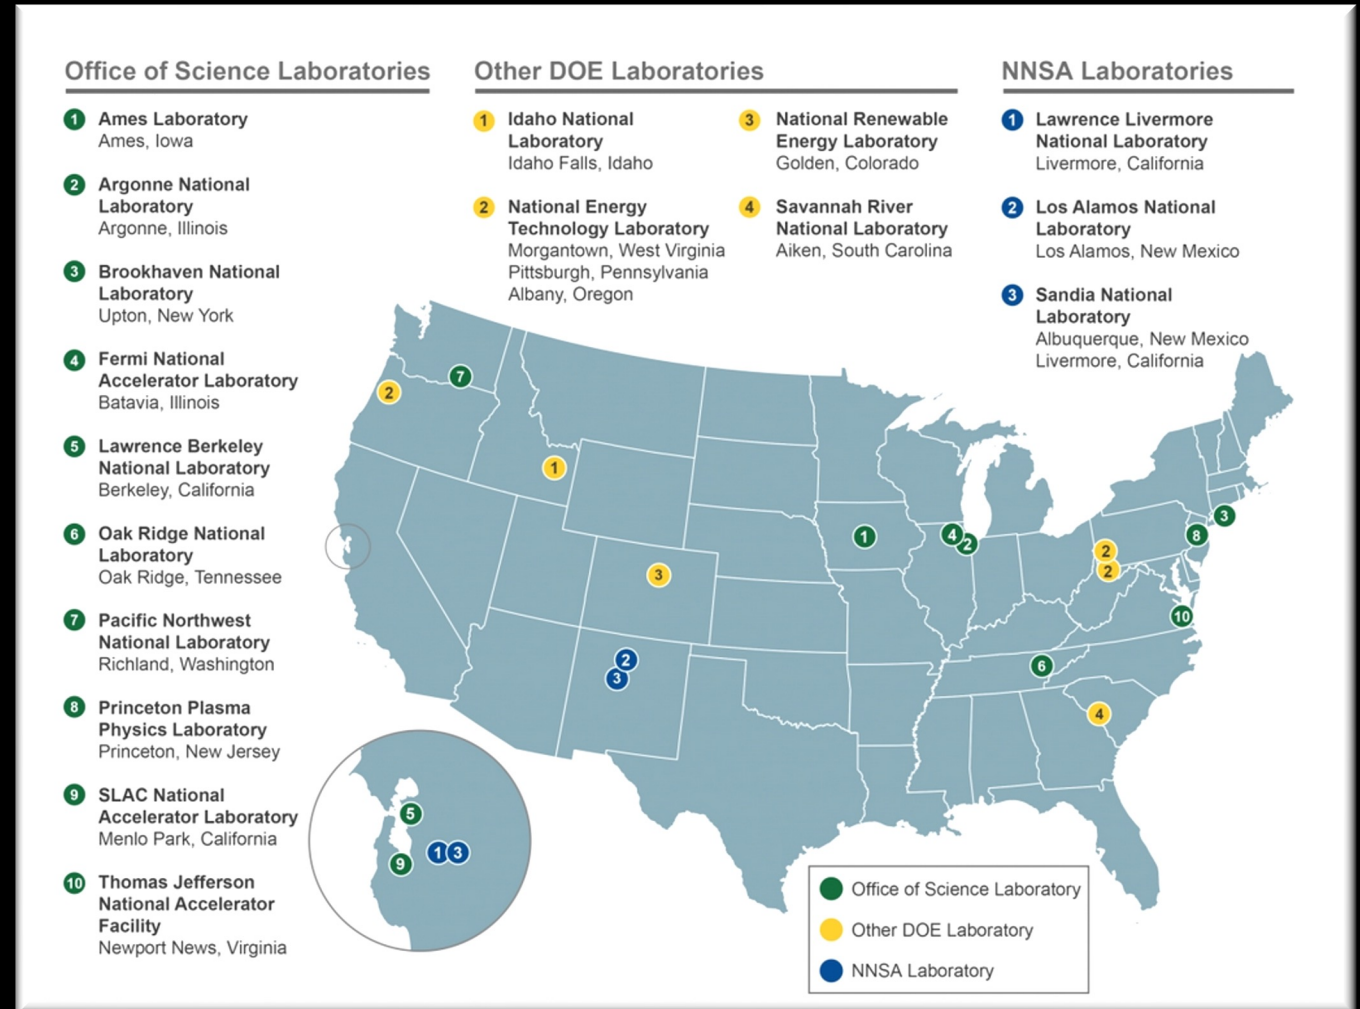 Office of Science Laboratories
1 Ames Laboratory
Ames, Iowa
2 Argonne National
Laboratory
Argonne, Illinois
3 Brookhaven National
Laboratory
Upton, New York
4 Fermi National
Accelerator Laboratory
Batavia, Illinois
5 Lawrence Berkeley
National Laboratory
Berkeley, California
6 Oak Ridge National
Laboratory
Oak Ridge, Tennessee
7 Pacific Northwest
National Laboratory
Richland, Washington
8 Princeton Plasma
Physics Laboratory
Princeton, New Jersey
9 SLAC National
Accelerator Laboratory
Menlo Park, California
10 Thomas Jefferson
National Accelerator
Facility
Newport News, Virginia
Other DOE Laboratories
1 Idaho National
Laboratory
Idaho Falls, Idaho
2 National Energy
Technology Laboratory
Morgantown, West Virginia
Pittsburgh, Pennsylvania
Albany, Oregon
3 National Renewable
Energy Laboratory
Golden, Colorado
4 Savannah River
National Laboratory
Aiken, South Carolina
NNSA Laboratories
1 Lawrence Livermore
National Laboratory
Livermore, California
2 Los Alamos National
Laboratory
Los Alamos, New Mexico
3 Sandia National
Laboratory
Albuquerque, New Mexico
Livermore, California
7
2
1
3
1
4
2
3
8
2
2
10
6
4
2
3
5
1
3
9
Office of Science Laboratory
Other DOE Laboratory
NNSA Laboratory